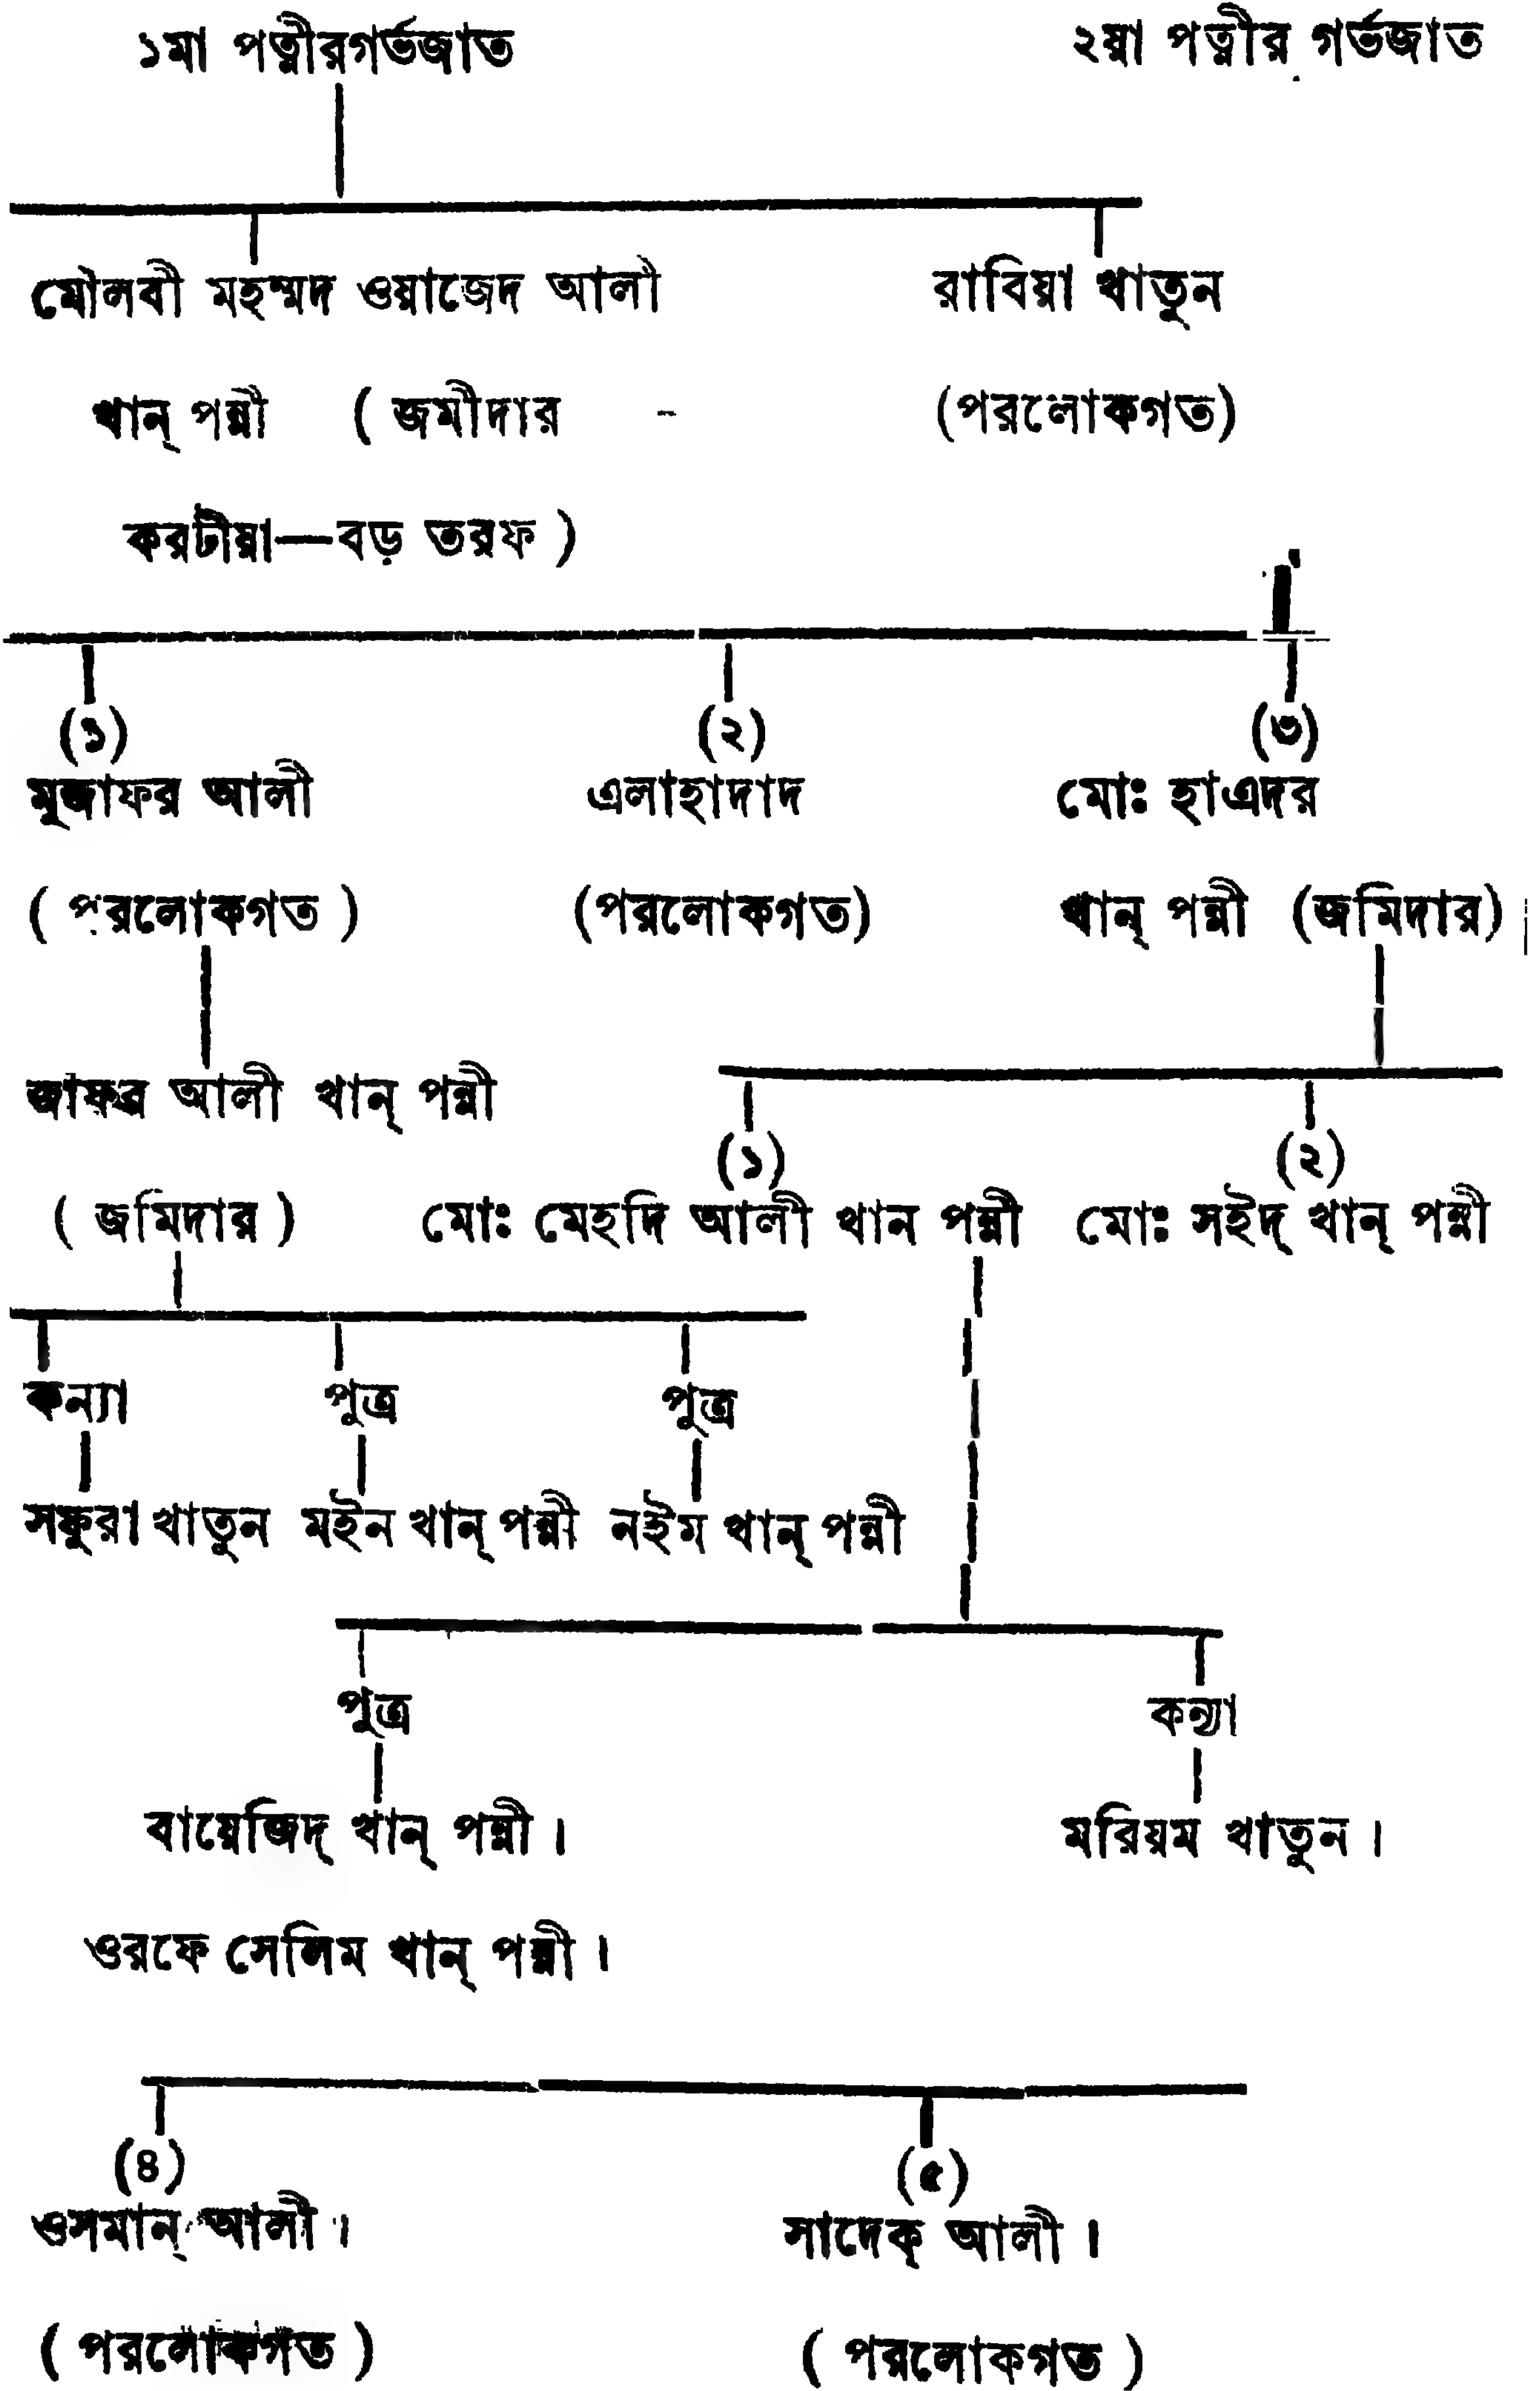 ১মা পত্নীরগর্ভজাত ২য়া পত্নীর গর্ভজাত
মৌলবী মহম্মদ ওয়াজেদ আলী রাবিয়া খাতুন
খান্ পন্নী ( জমীদার - (পরলোকগত)
করটীয়া—বড় তরফ )
(১) (২) (৩)
মুজাফর আলী এলাহাদাদ মোঃ হাএদর
( পরলোকগত ) (পরলোকগত) খান্ পন্নী (জমিদার)
জাফর আলী খান্ পন্নী
(১) (২)
( জমিদার ) মোঃ মেহদি আলী খান পন্নী মোঃ সইদ্ খান্ পন্নী
কন্যা পুত্র পুত্র
সফুরা খাতুন মইন খান্ পন্নী নইম খান্ পন্নী
পুত্র কন্যা
বায়েজিদ্ খান্ পন্নী । মরিয়ম খাতুন ।
ওরফে সেলিম খান্ পন্নী ।
(৪) (৫)
ওসমান্ আলী । সাদেক্ আলী ।
( পরলোকগত ) ( পরলোকগত )